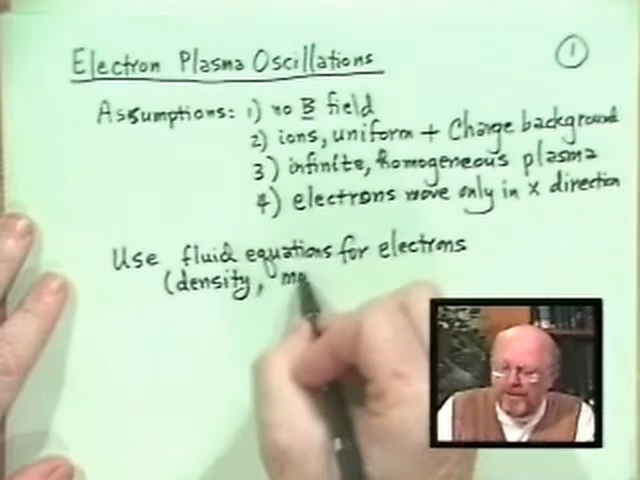 Electron Plasma Oscillations
1
Assumptions: 1) no B field
2) ions, uniform + Charge background
3) infinite, homogeneous plasma
4) electrons move only in x direction
Use fluid equations for electrons
(density, mo